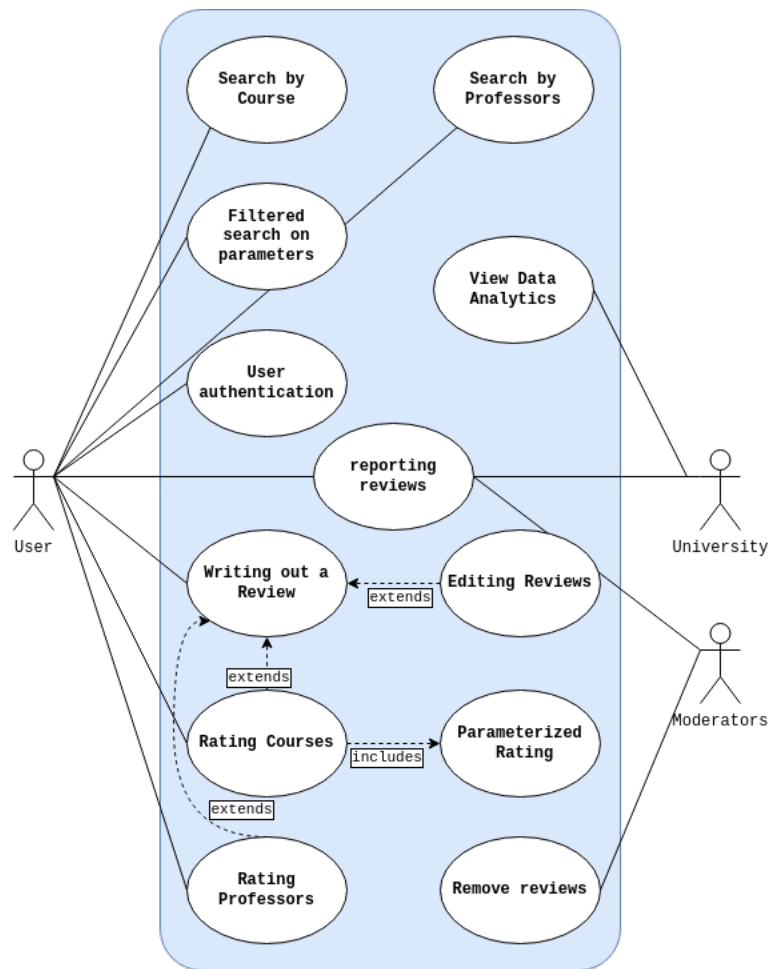 Search by
Course
Search by
Professors
Filtered
search on
parameters
View Data
Analytics
User
authentication
reporting
reviews
User
University
Writing out a
Review
extends
Editing Reviews
extends
Rating Courses
includes
Parameterized
Rating
Moderators
extends
Rating
Professors
Remove reviews